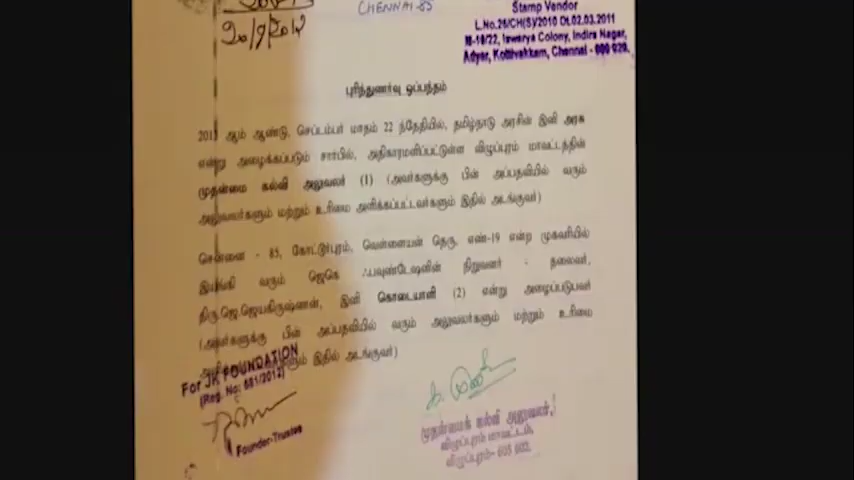 20/9/2012
CHENNAI-85
Stamp Vendor
L.No.26/CH(S)/2010 Dt.02.03.2011
M-18/22, Iswarya Colony, Indira Nagar,
Adyar, Kottivakkam, Chennai - 600 020.
புரிந்துணர்வு ஒப்பந்தம்
ஆம் ஆண்டு, செப்டம்பர் மாதம் 22 ந்தேதியில், தமிழ்நாடு அரசின் இனி அரசு
என்று அழைக்கப்படும் சார்பில், அதிகாரமளிப்பட்டுள்ள விழுப்புரம் மாவட்டத்தின்
முதன்மை கல்வி அலுவலர் (1) (அவர்களுக்கு பின் அப்பதவியில் வரும்
அலுவலர்களும் மற்றும் உரிமை அளிக்கப்பட்டவர்களும் இதில் அடங்குவர்)
சென்னை - 85, கோட்டூர்புரம், வெள்ளையன் தெரு, எண்-19 என்ற முகவரியில்
இயங்கி வரும் ஜெகெ ஃபவுண்டேஷனின் நிறுவனர் - தலைவர்,
திரு.ஜெ.ஜெயகிருஷ்ணன், இனி கொடையாளி (2) என்று அழைப்படுபவர்
(அவர்களுக்கு பின் அப்பதவியில் வரும் அலுவலர்களும் மற்றும் உரிமை
இதில் அடங்குவர்)
For JK FOUNDATION
(Reg. No: 681/2012)
Founder-Trustee
முதன்மைக் கல்வி அலுவலர்,
விழுப்புரம் மாவட்டம்,
விழுப்புரம்- 605 602.